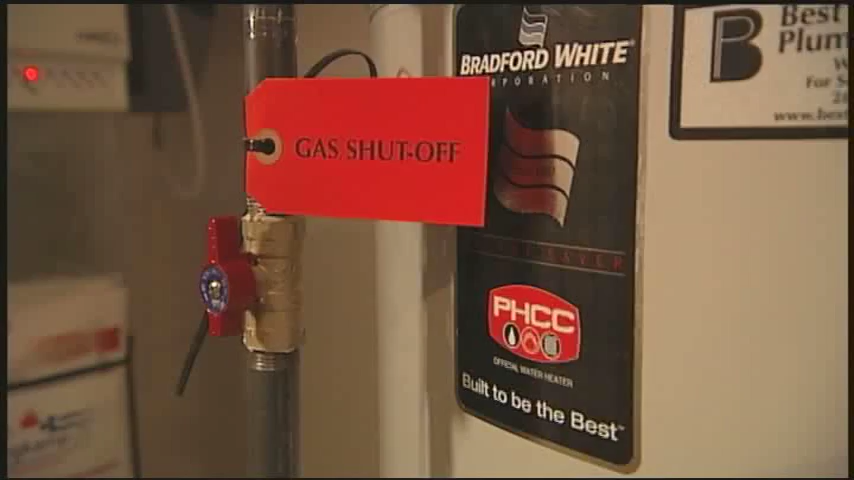 GAS SHUT-OFF
BRADFORD WHITE®
CORPORATION
SAVER
PHCC
OFFICIAL WATER HEATER
Built to be the Best™
B
Best
Plum
For S
www.best